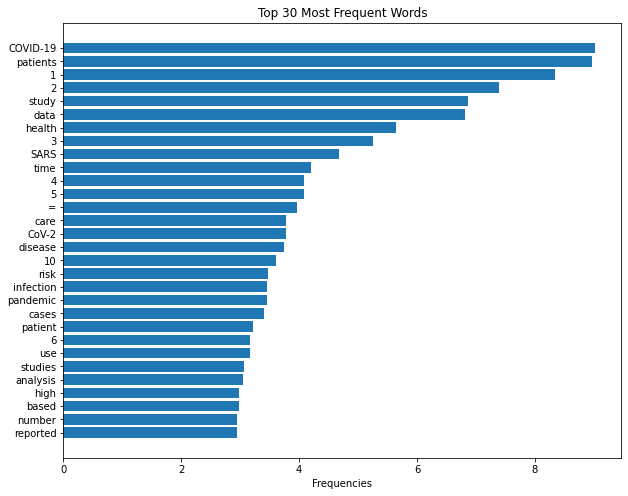 Top 30 Most Frequent Words
COVID-19
patients
1
2
study
data
health
3
SARS
time
4
5
=
care
CoV-2
disease
10
risk
infection
pandemic
cases
patient
6
use
studies
analysis
high
based
number
reported
0 2 4 6 8
Frequencies